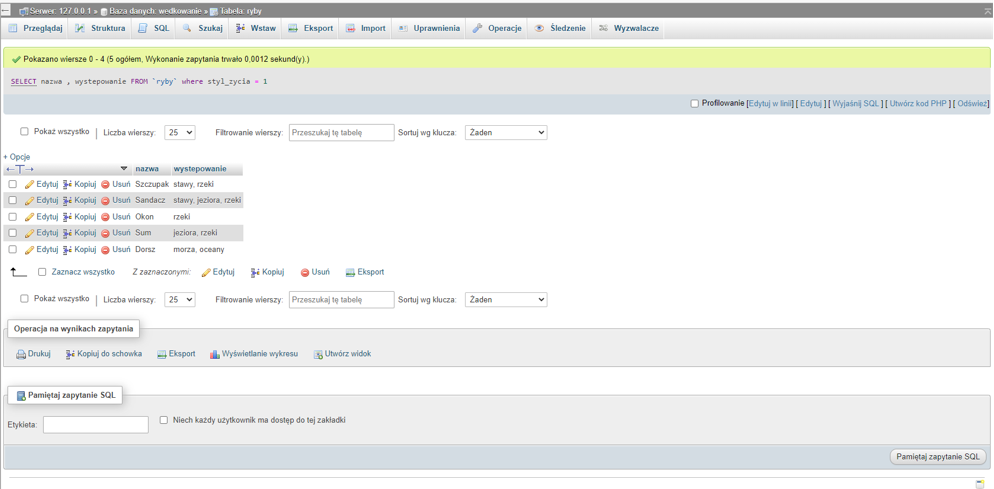 Serwer: 127.0.0.1 » Baza danych: wedkowanie » Tabela: ryby
Przeglądaj Struktura SQL Szukaj Wstaw Eksport Import Uprawnienia Operacje Śledzenie Wyzwalacze
Pokazano wiersze 0 - 4 (5 ogółem, Wykonanie zapytania trwało 0,0012 sekund(y).)
SELECT nazwa , wystepowanie FROM `ryby` where styl_zycia = 1
Profilowanie [Edytuj w linii] [ Edytuj ] [ Wyjaśnij SQL ] [ Utwórz kod PHP ] [ Odśwież]
Pokaż wszystko | Liczba wierszy: 25 Filtrowanie wierszy: Przeszukaj tę tabelę Sortuj wg klucza: Żaden
+ Opcje
←T→ nazwa wystepowanie
Edytuj Kopiuj Usuń Szczupak stawy, rzeki
Edytuj Kopiuj Usuń Sandacz stawy, jeziora, rzeki
Edytuj Kopiuj Usuń Okon rzeki
Edytuj Kopiuj Usuń Sum jeziora, rzeki
Edytuj Kopiuj Usuń Dorsz morza, oceany
Zaznacz wszystko Z zaznaczonymi: Edytuj Kopiuj Usuń Eksport
Pokaż wszystko | Liczba wierszy: 25 Filtrowanie wierszy: Przeszukaj tę tabelę Sortuj wg klucza: Żaden
Operacja na wynikach zapytania
Drukuj Kopiuj do schowka Eksport Wyświetlanie wykresu Utwórz widok
Pamiętaj zapytanie SQL
Etykieta: Niech każdy użytkownik ma dostęp do tej zakładki
Pamiętaj zapytanie SQL